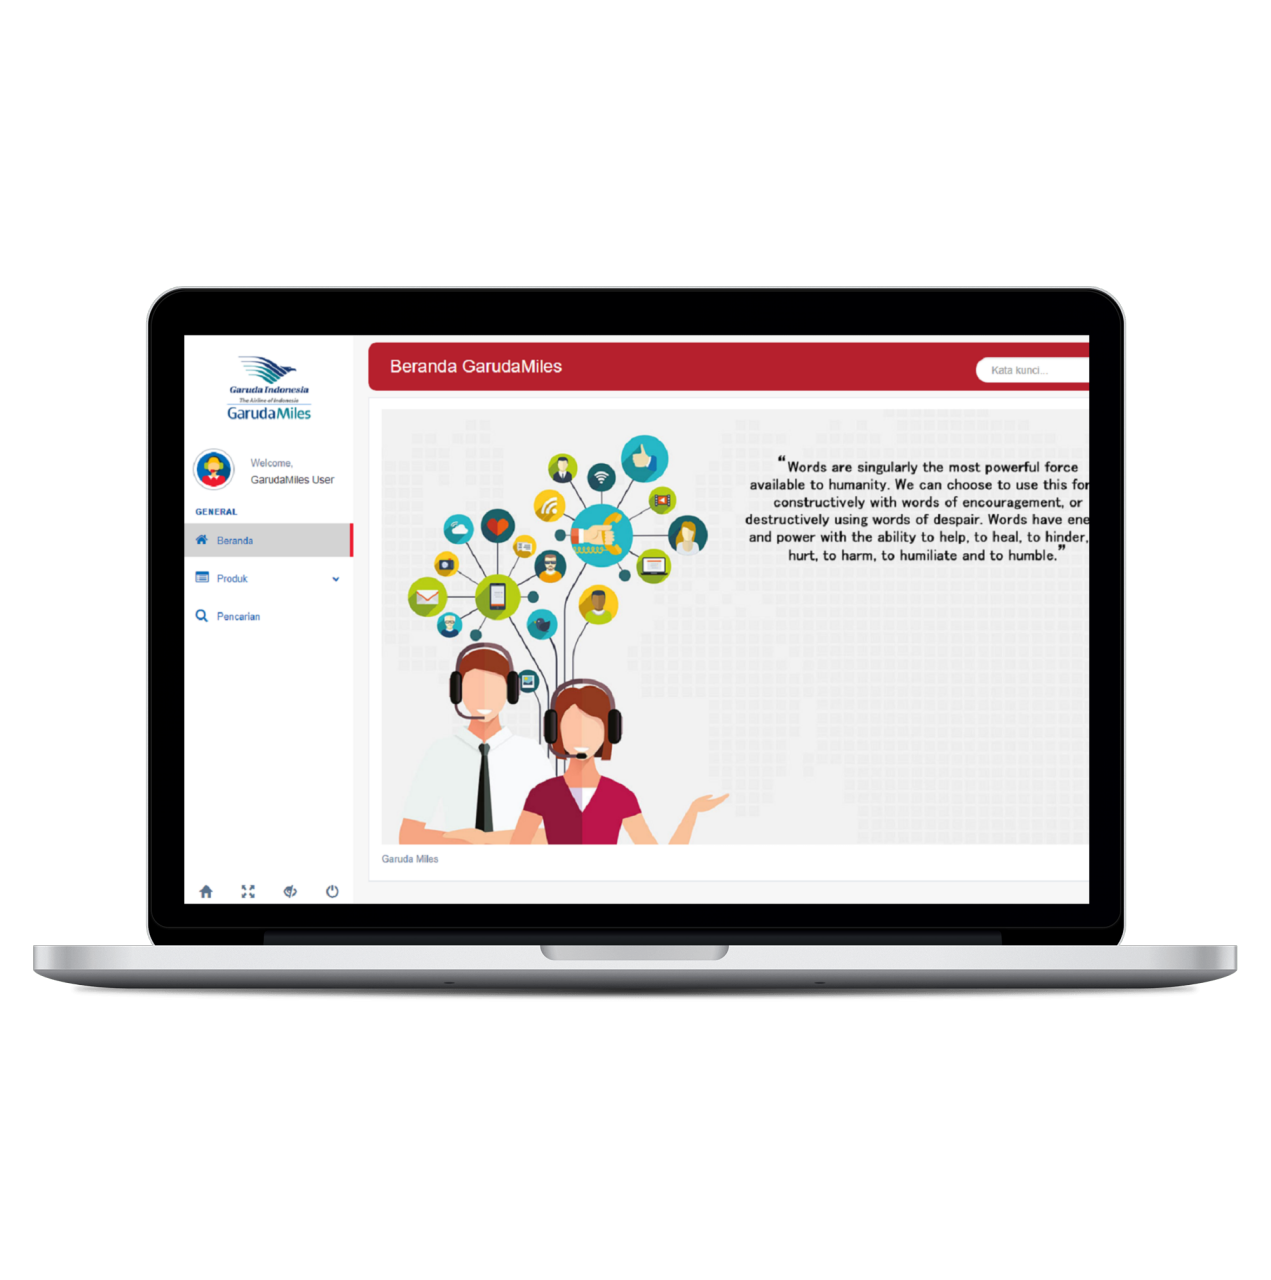 Garuda Indonesia
The Airline of Indonesia
GarudaMiles
Welcome,
GarudaMiles User
GENERAL
Beranda
Produk
Pencarian
Beranda GarudaMiles
Kata kunci...
“Words are singularly the most powerful force
available to humanity. We can choose to use this for
constructively with words of encouragement, or
destructively using words of despair. Words have ene
and power with the ability to help, to heal, to hinder,
hurt, to harm, to humiliate and to humble.”
Garuda Miles